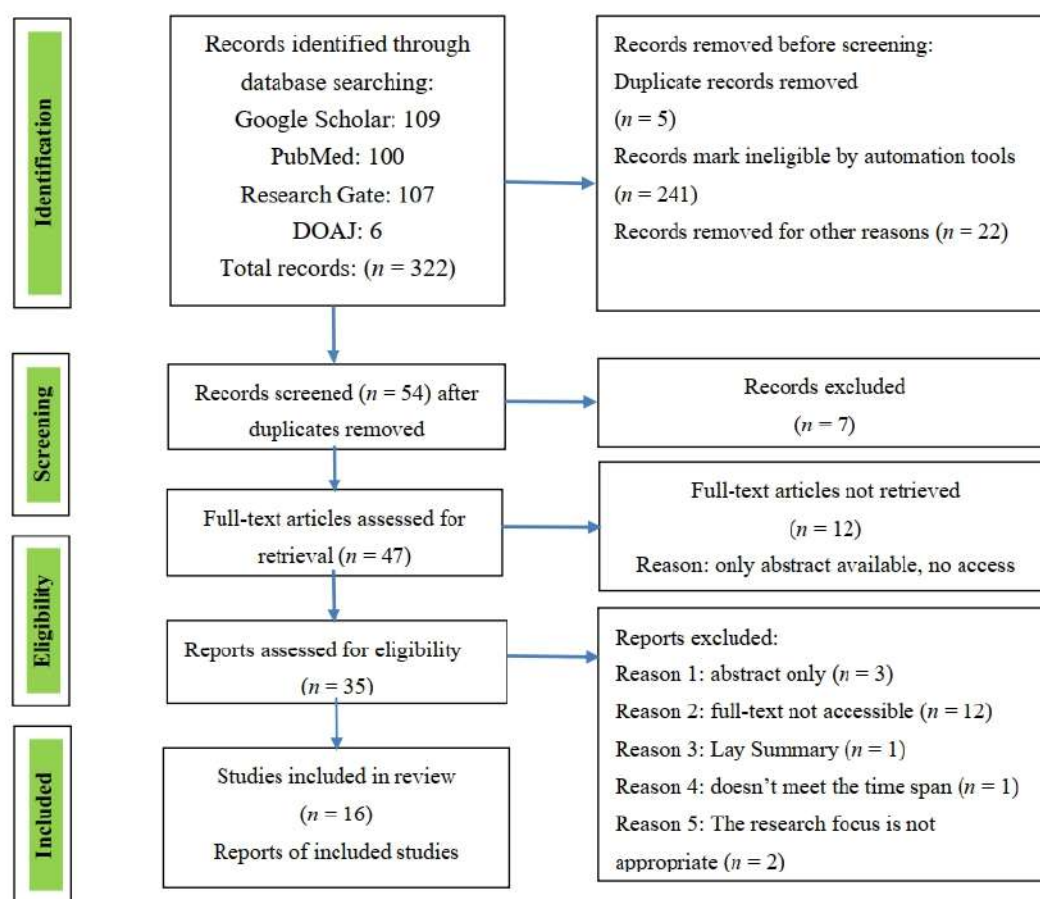 Identification
Records identified through
database searching:
Google Scholar: 109
PubMed: 100
Research Gate: 107
DOAJ: 6
Total records: (n = 322)
Records removed before screening:
Duplicate records removed
(n = 5)
Records mark ineligible by automation tools
(n = 241)
Records removed for other reasons (n = 22)
Screening
Records screened (n = 54) after
duplicates removed
Records excluded
(n = 7)
Full-text articles assessed for
retrieval (n = 47)
Full-text articles not retrieved
(n = 12)
Reason: only abstract available, no access
Eligibility
Reports assessed for eligibility
(n = 35)
Reports excluded:
Reason 1: abstract only (n = 3)
Reason 2: full-text not accessible (n = 12)
Reason 3: Lay Summary (n = 1)
Reason 4: doesn't meet the time span (n = 1)
Reason 5: The research focus is not
appropriate (n = 2)
Included
Studies included in review
(n = 16)
Reports of included studies